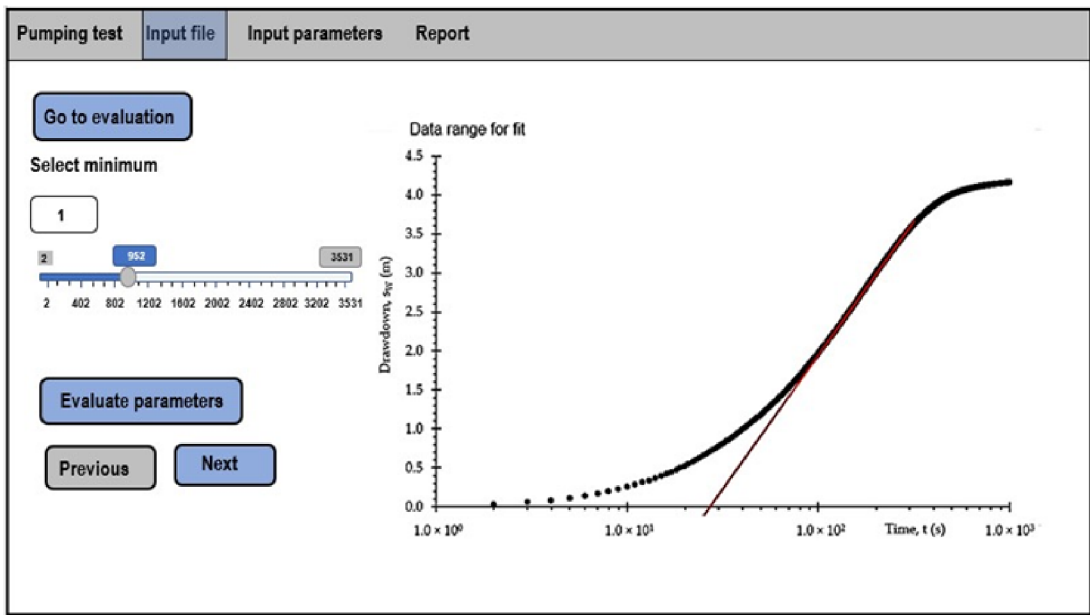 Pumping test Input file Input parameters Report
Go to evaluation
Select minimum
1
2 952 3531
2 402 802 1202 1602 2002 2402 2802 3202 3531
Evaluate parameters
Previous Next
Data range for fit
4.5
4.0
3.5
3.0
2.5
2.0
1.5
1.0
0.5
0.0
Drawdown, sw (m)
1.0 × 10⁰ 1.0 × 10¹ 1.0 × 10² Time, t (s) 1.0 × 10³